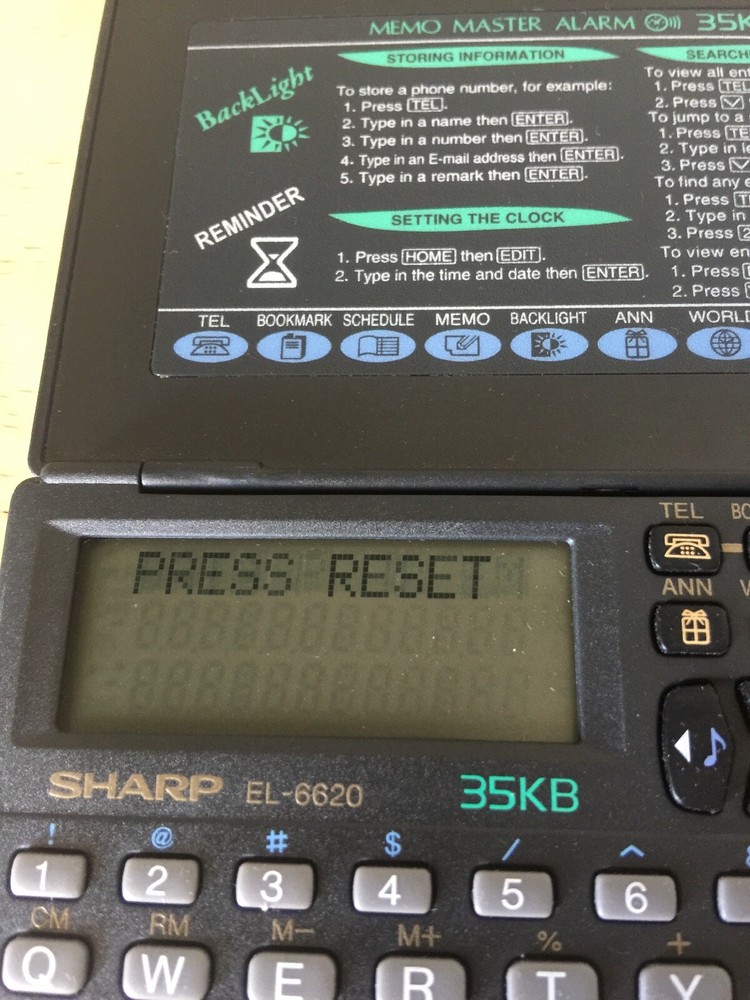 MEMO MASTER ALARM 35K
STORING INFORMATION
BackLight
To store a phone number, for example:
1. Press TEL.
2. Type in a name then ENTER.
3. Type in a number then ENTER.
4. Type in an E-mail address then ENTER.
5. Type in a remark then ENTER.
REMINDER
SETTING THE CLOCK
1. Press HOME then EDIT.
2. Type in the time and date then ENTER.
SEARCH
To view all ent
1. Press TEL
2. Press
To jump to a
1. Press TE
2. Type in le
3. Press
To find any e
1. Press T
2. Type in
3. Press 2
To view en
1. Press
2. Press
TEL BOOKMARK SCHEDULE MEMO BACKLIGHT ANN WORLD
PRESS RESET
TEL BO
ANN W
SHARP EL-6620 35KB
! @ # $ / ^ &
1 2 3 4 5 6
CM RM M− M+ % +
Q W E R T Y